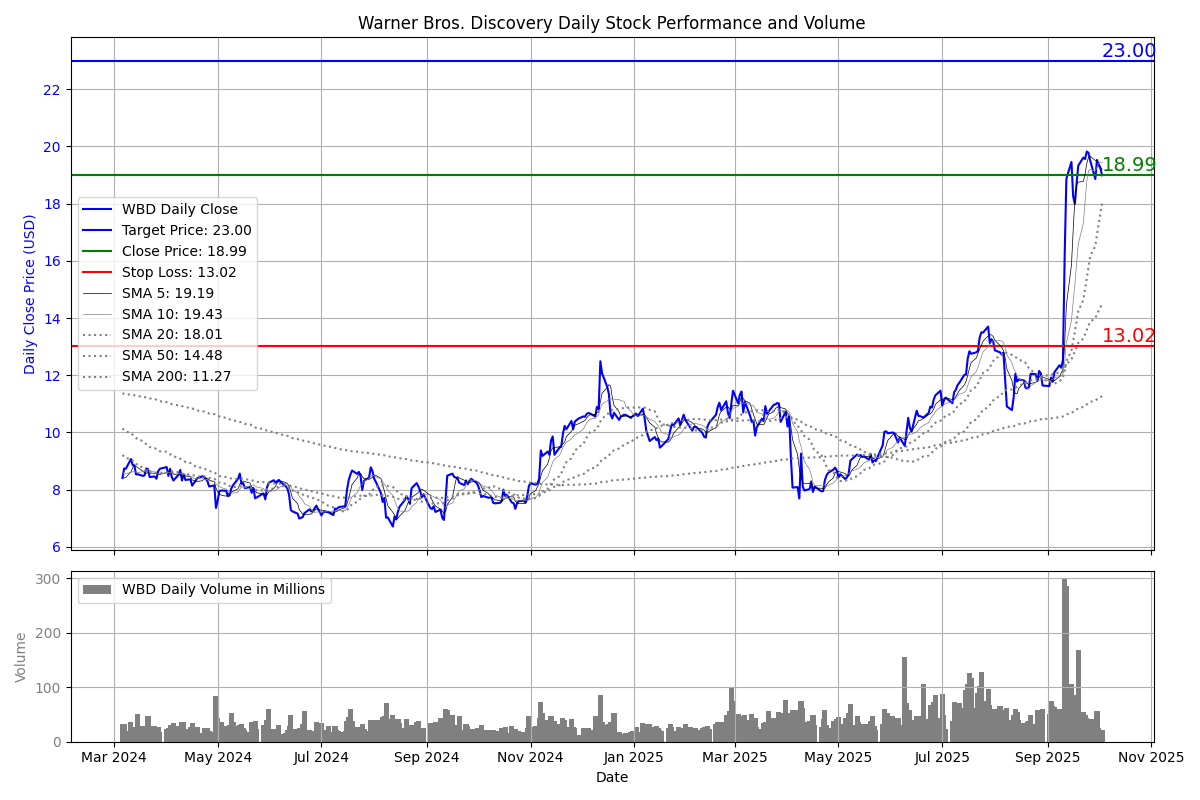 Warner Bros. Discovery Daily Stock Performance and Volume
23.00
22
20
18.99
18
16
14
13.02
12
10
8
6
Daily Close Price (USD)
WBD Daily Close
Target Price: 23.00
Close Price: 18.99
Stop Loss: 13.02
SMA 5: 19.19
SMA 10: 19.43
SMA 20: 18.01
SMA 50: 14.48
SMA 200: 11.27
300
200
100
0
Volume
WBD Daily Volume in Millions
Mar 2024 May 2024 Jul 2024 Sep 2024 Nov 2024 Jan 2025 Mar 2025 May 2025 Jul 2025 Sep 2025 Nov 2025
Date